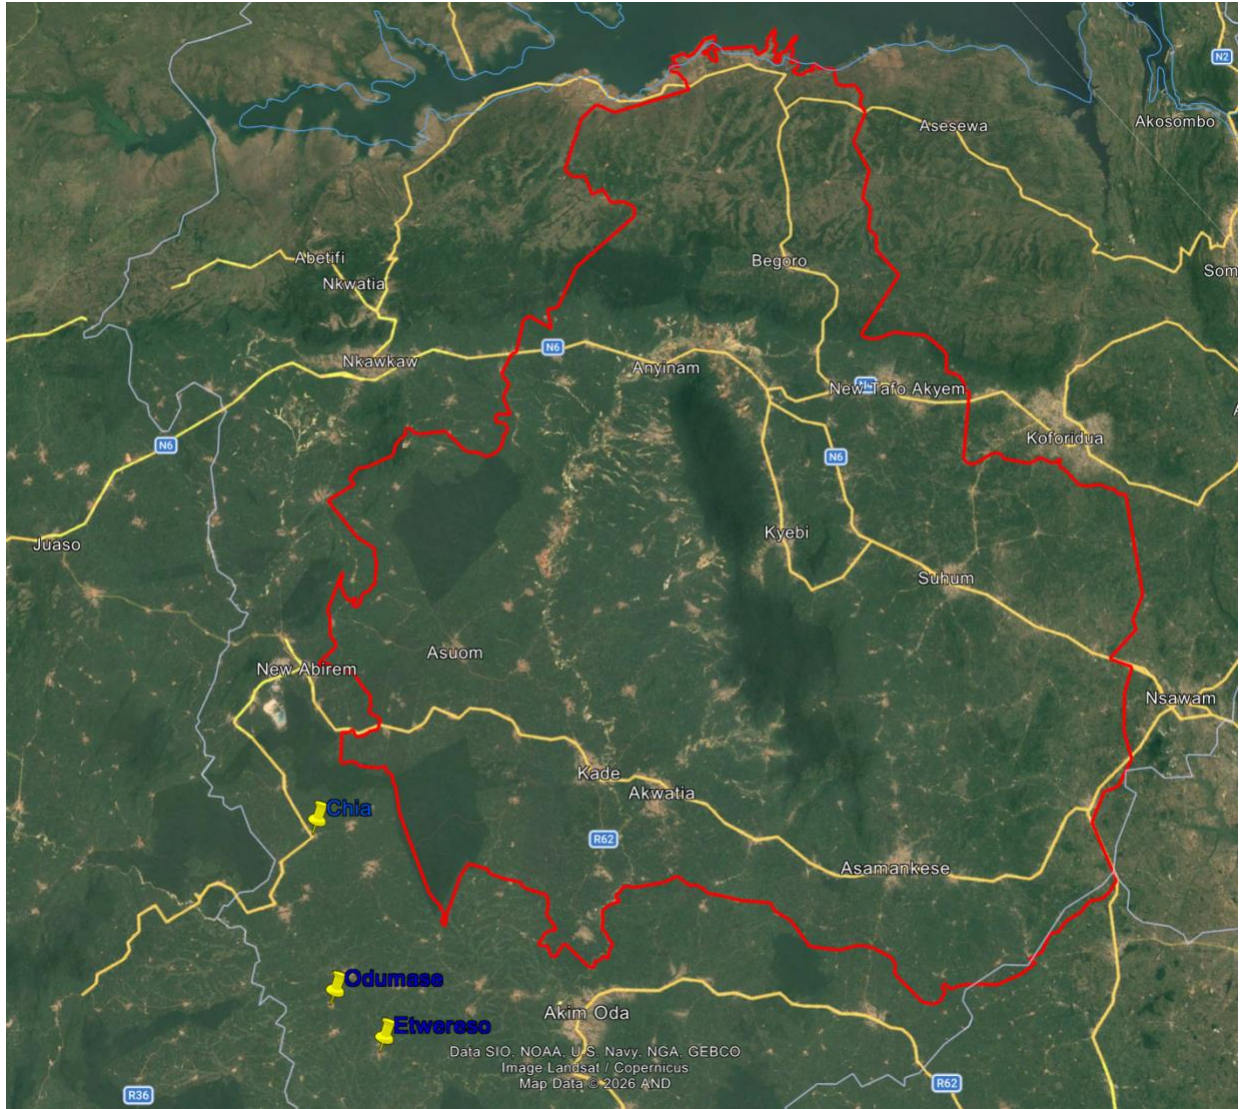 N2
Akosombo
Asesewa
Som
Abetifi
Begoro
Nkwatia
N6
Nkawkaw
Anyinam
New Tafo Akyem
Koforidua
N6
N6
Juaso
Kyebi
Suhum
Asuom
New Abirem
Nsawam
Kade
Akwatia
Chia
R62
Asamankese
Odumase
Akim Oda
Etwereso
Data SIO, NOAA, U.S. Navy, NGA, GEBCO
Image Landsat / Copernicus
Map Data © 2026 AND
R36
R62